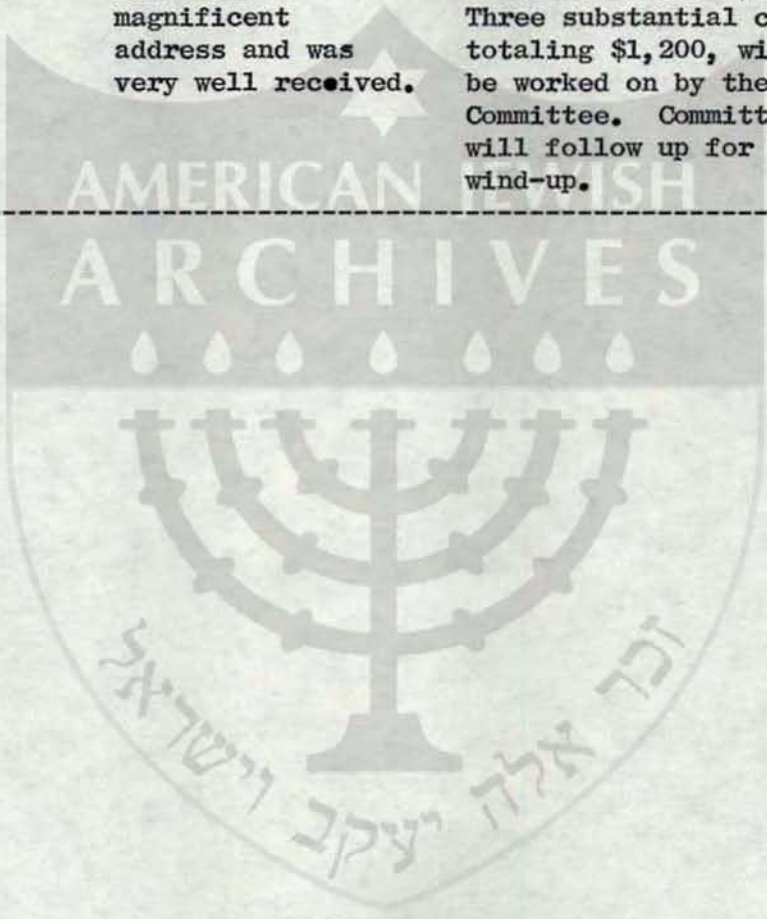 magnificent
address and was
very well received.
Three substantial c
totaling $1,200, wi
be worked on by the
Committee. Committ
will follow up for
wind-up.
AMERICAN JEWISH
ARCHIVES
זכר אלה יעקב וישראל